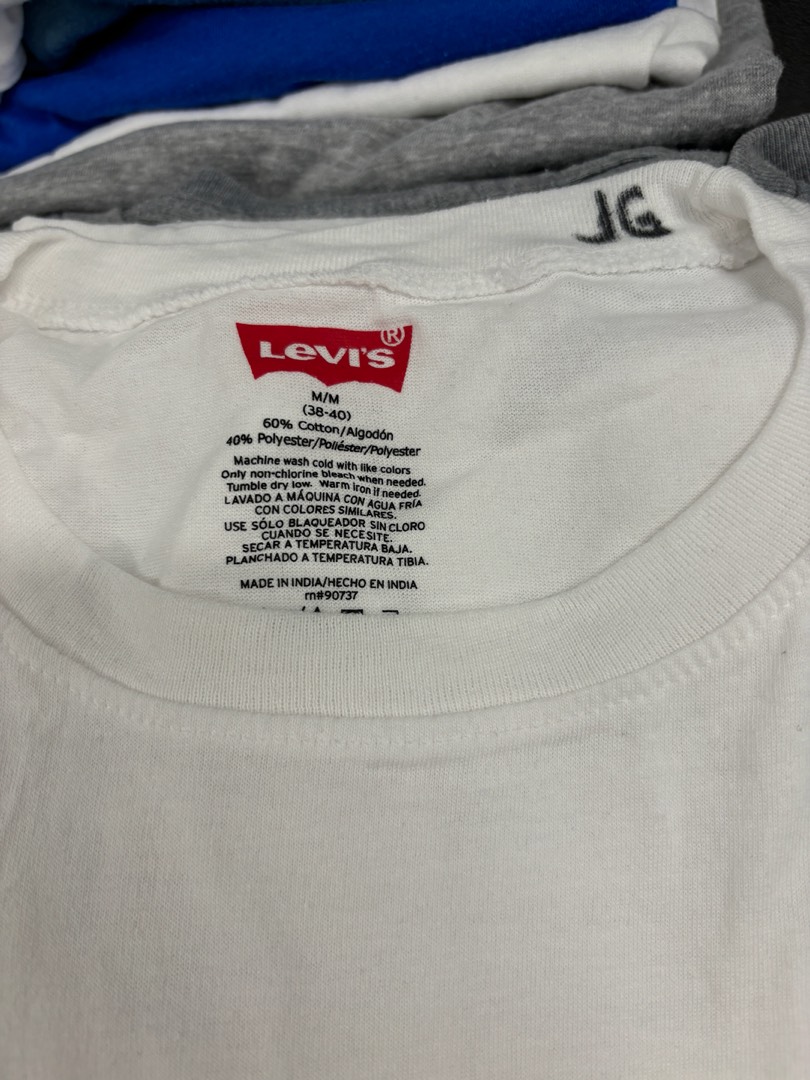 JG
LEVI'S®
M/M
(38-40)
60% Cotton/Algodón
40% Polyester/Poliéster/Polyester
Machine wash cold with like colors
Only non-chlorine bleach when needed.
Tumble dry low. Warm iron if needed.
LAVADO A MÁQUINA CON AGUA FRÍA
CON COLORES SIMILARES.
USE SÓLO BLAQUEADOR SIN CLORO
CUANDO SE NECESITE.
SECAR A TEMPERATURA BAJA.
PLANCHADO A TEMPERATURA TIBIA.
MADE IN INDIA/HECHO EN INDIA
rn#90737